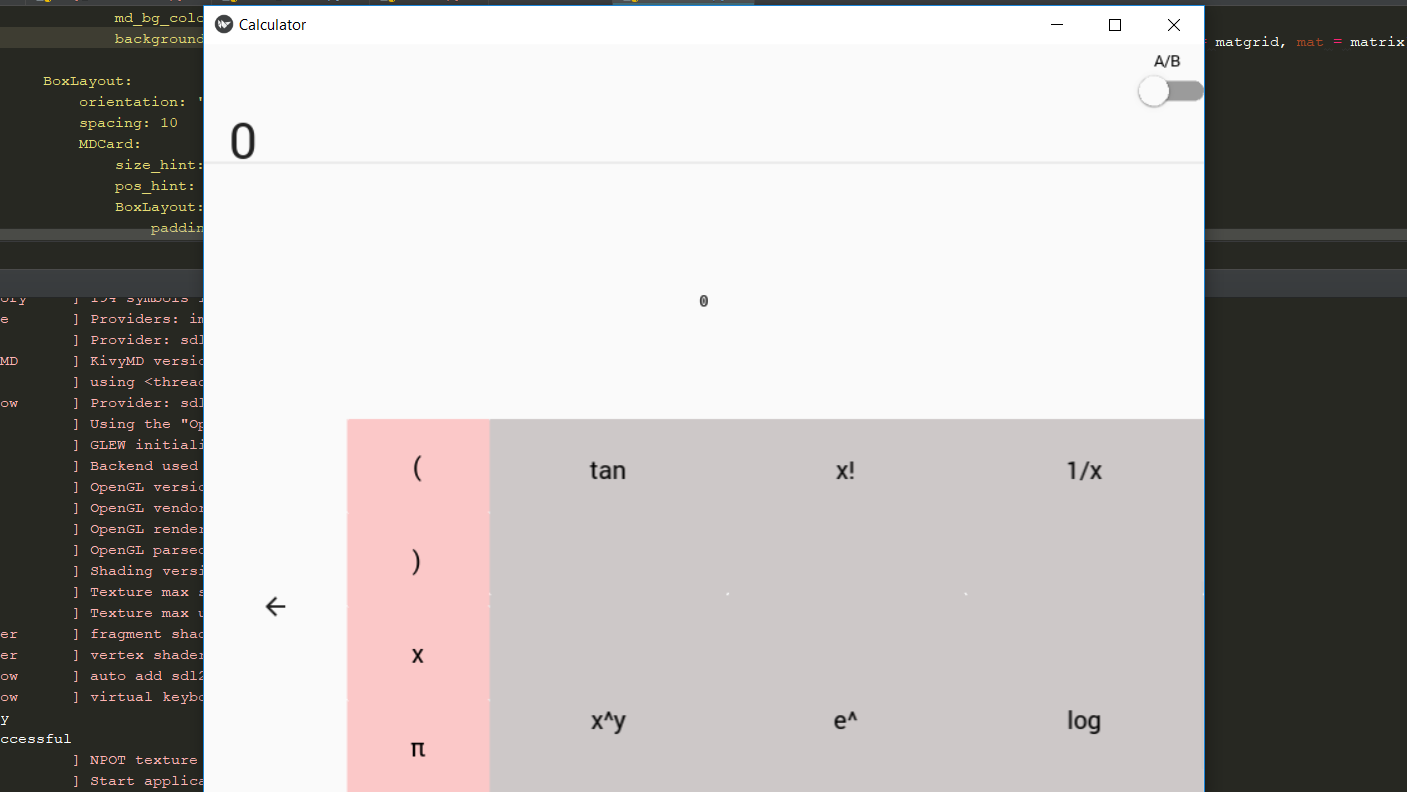 md_bg_colo
Calculator
background
matgrid, mat = matrix
A/B
BoxLayout:
orientation: '
spacing: 10
0
MDCard:
size_hint:
pos_hint:
BoxLayout:
paddin
0
ory ] 194 symbols l
e ] Providers: im
] Provider: sdl
MD ] KivyMD versio
] using <thread
ow ] Provider: sdl
] Using the "Op
] GLEW initiali
] Backend used
] OpenGL versio
] OpenGL vendor
] OpenGL render
] OpenGL parsed
] Shading versi
] Texture max s
] Texture max u
er ] fragment shad
er ] vertex shader
ow ] auto add sdl2
ow ] virtual keybo
y
ccessful
] NPOT texture
] Start applica
( tan x! 1/x
)
←
x
x^y e^ log
π